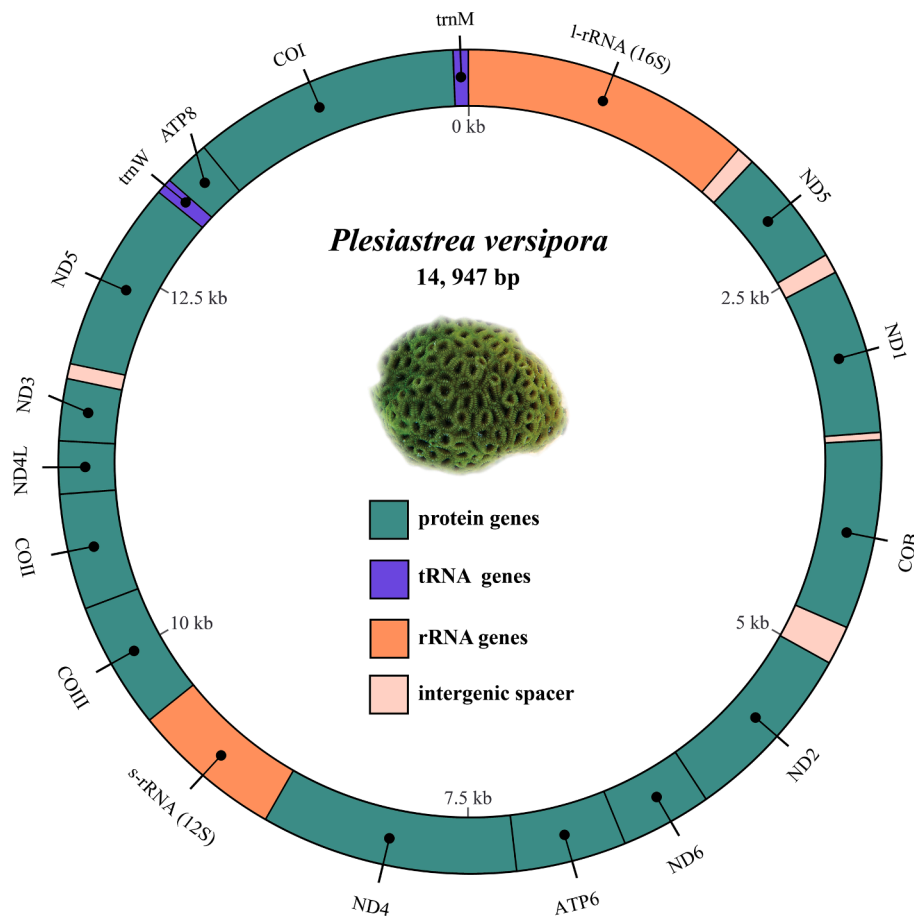 trnM
l-rRNA (16S)
COI
0 kb
ATP8
trnW
ND5
ND5
Plesiastrea versipora
14, 947 bp
12.5 kb
2.5 kb
ND1
ND3
ND4L
COII
COB
protein genes
tRNA genes
rRNA genes
intergenic spacer
10 kb
5 kb
COIII
ND2
s-rRNA (12S)
7.5 kb
ND6
ATP6
ND4